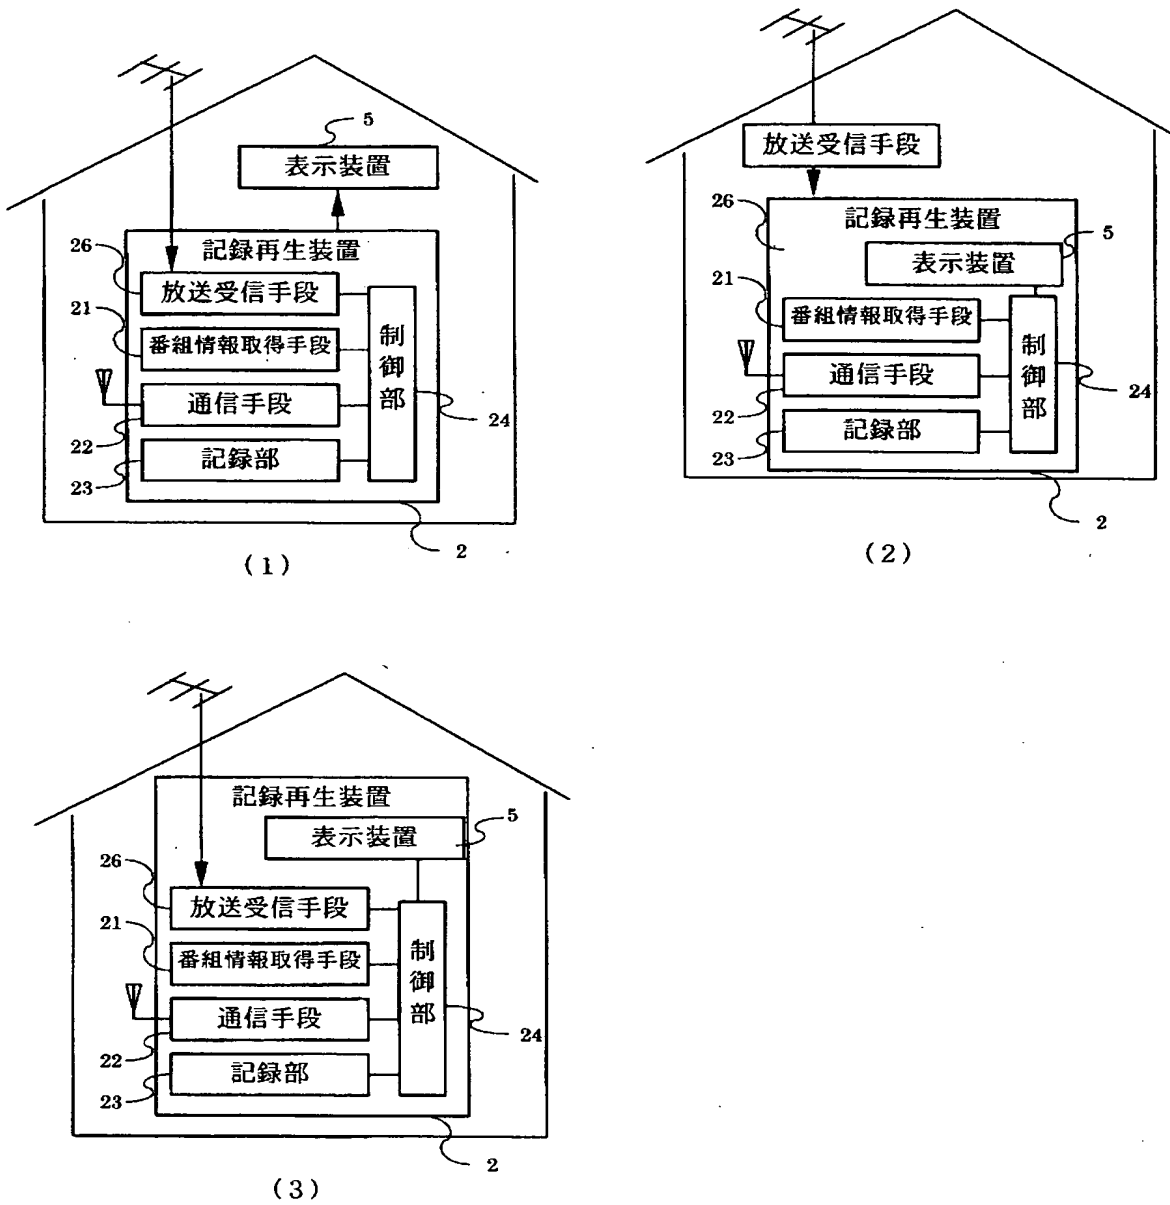 5
表示装置
記録再生装置
26
放送受信手段
21
番組情報取得手段
制御部
通信手段
24
22
記録部
23
2
(1)
放送受信手段
26
記録再生装置
5
表示装置
21
番組情報取得手段
制御部
通信手段
24
22
記録部
23
2
(2)
記録再生装置
5
表示装置
26
放送受信手段
21
番組情報取得手段
制御部
通信手段
24
22
記録部
23
2
(3)